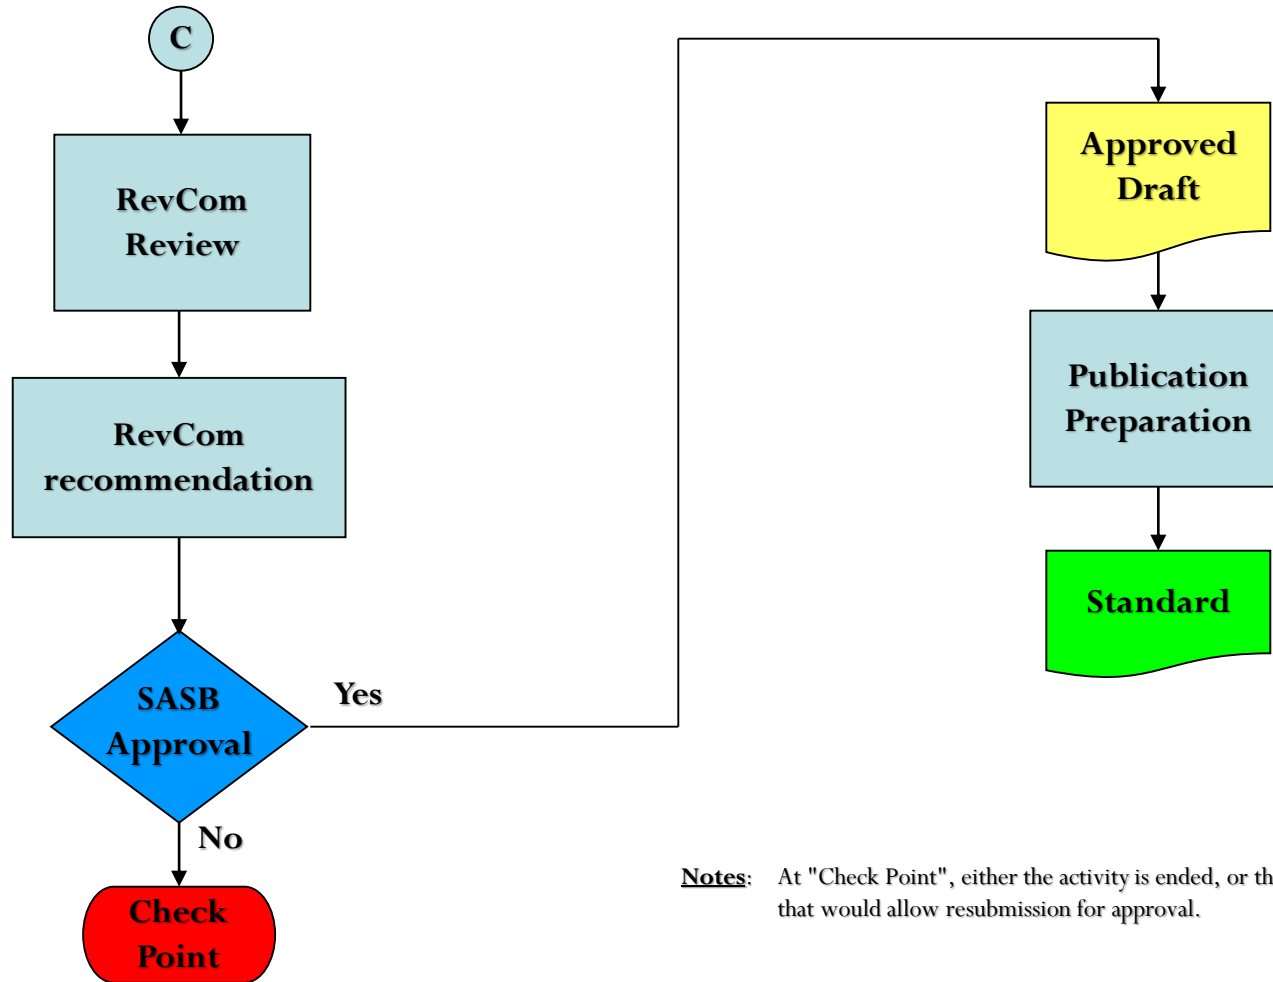 C
RevCom
Review
RevCom
recommendation
SASB
Approval
Yes
No
Check
Point
Approved
Draft
Publication
Preparation
Standard
Notes: At "Check Point", either the activity is ended, or th
that would allow resubmission for approval.